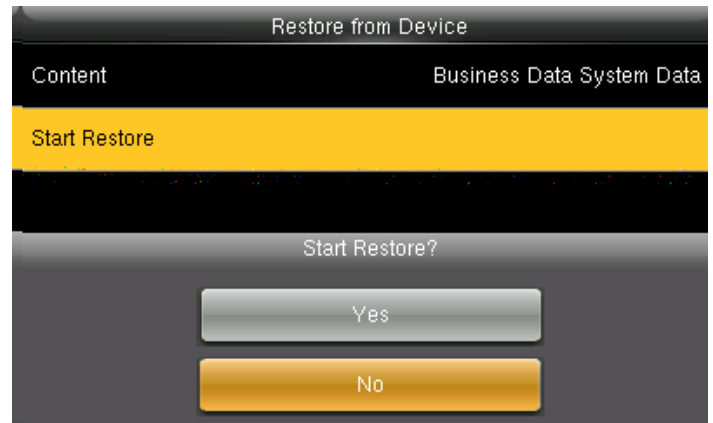 Restore from Device
Content Business Data System Data
Start Restore
Start Restore?
Yes
No